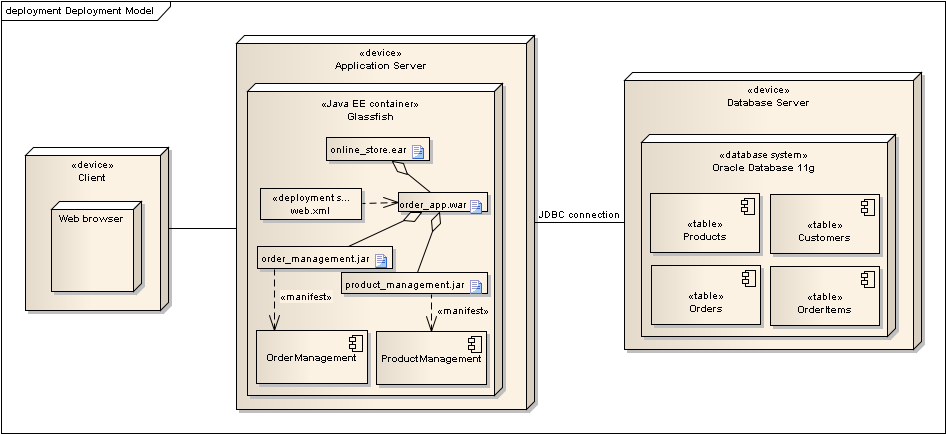 deployment Deployment Model
«device»
Client
Web browser
«device»
Application Server
«Java EE container»
Glassfish
online_store.ear
«deployment s...
web.xml
order_app.war
order_management.jar
product_management.jar
«manifest»
«manifest»
OrderManagement
ProductManagement
JDBC connection
«device»
Database Server
«database system»
Oracle Database 11g
«table»
Products
«table»
Customers
«table»
Orders
«table»
OrderItems